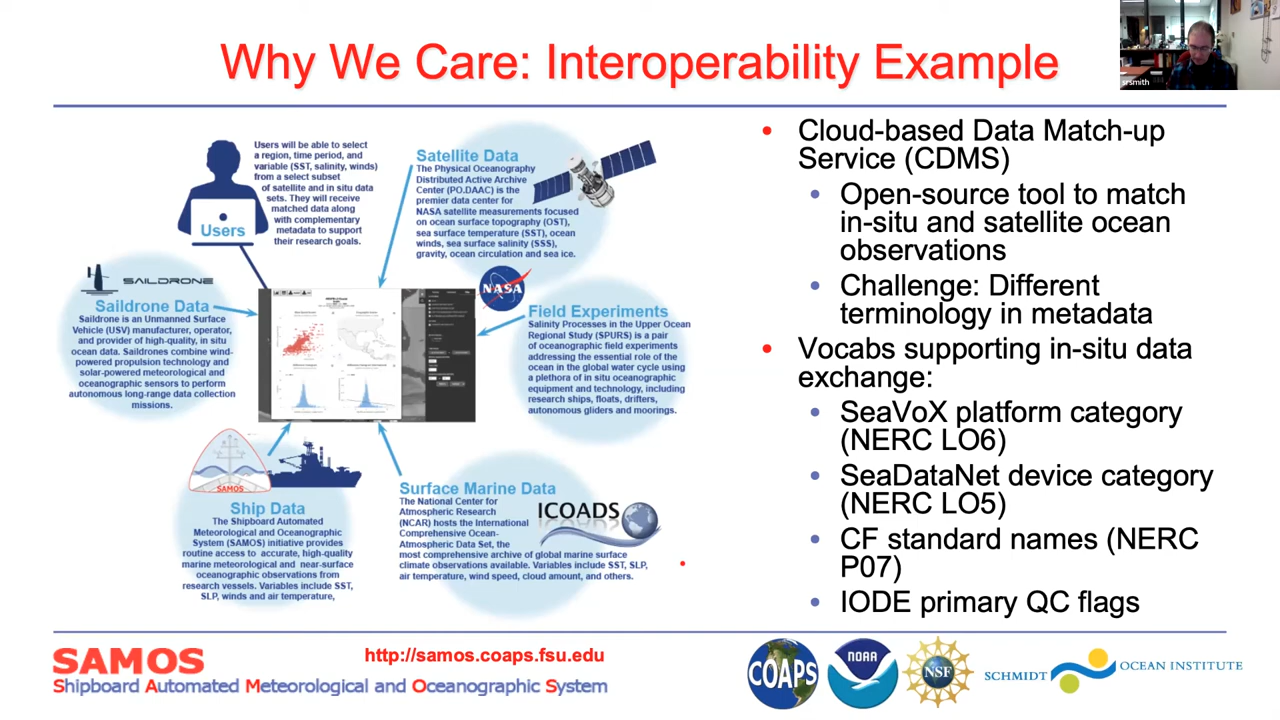 Why We Care: Interoperability Example
srsmith
Users will be able to select
a region, time period, and
variable (SST, salinity, winds)
from a select subset
of satellite and in situ data
sets. They will receive
matched data along
with complementary
metadata to support
their research goals.
Users
Satellite Data
The Physical Oceanography
Distributed Active Archive
Center (PO.DAAC) is the
premier data center for
NASA satellite measurements focused
on ocean surface topography (OST),
sea surface temperature (SST), ocean
winds, sea surface salinity (SSS),
gravity, ocean circulation and sea ice.
SAILDRONE
Saildrone Data
Saildrone is an Unmanned Surface
Vehicle (USV) manufacturer, operator,
and provider of high-quality, in situ
ocean data. Saildrones combine wind-
powered propulsion technology and
solar-powered meteorological and
oceanographic sensors to perform
autonomous long-range data collection
missions.
NASA
Field Experiments
Salinity Processes in the Upper Ocean
Regional Study (SPURS) is a pair
of oceanographic field experiments
addressing the essential role of the
ocean in the global water cycle using
a plethora of in situ oceanographic
equipment and technology, including
research ships, floats, drifters,
autonomous gliders and moorings.
SAMOS
Ship Data
The Shipboard Automated
Meteorological and Oceanographic
System (SAMOS) initiative provides
routine access to accurate, high-quality
marine meteorological and near-surface
oceanographic observations from
research vessels. Variables include SST,
SLP, winds and air temperature,
Surface Marine Data
The National Center for
Atmospheric Research
(NCAR) hosts the International
Comprehensive Ocean-
Atmospheric Data Set, the
most comprehensive archive of global marine surface
climate observations available. Variables include SST, SLP,
air temperature, wind speed, cloud amount, and others.
ICOADS
• Cloud-based Data Match-up
Service (CDMS)
• Open-source tool to match
in-situ and satellite ocean
observations
• Challenge: Different
terminology in metadata
• Vocabs supporting in-situ data
exchange:
• SeaVoX platform category
(NERC LO6)
• SeaDataNet device category
(NERC LO5)
• CF standard names (NERC
P07)
• IODE primary QC flags
SAMOS
Shipboard Automated Meteorological and Oceanographic System
http://samos.coaps.fsu.edu
COAPS
NOAA
NSF
SCHMIDT OCEAN INSTITUTE